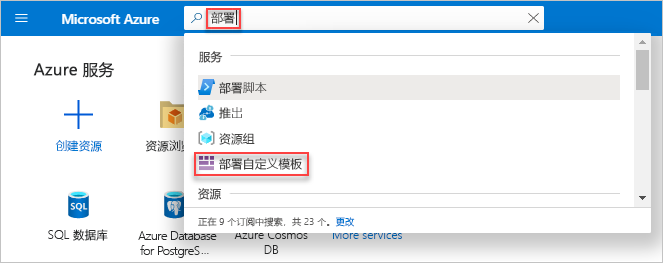 Microsoft Azure
部署
Azure 服务
创建资源
资源浏
SQL
SQL 数据库
Azure Database
for PostgreS...
Azure Cosmos
DB
More services
服务
部署脚本
推出
资源组
部署自定义模板
资源
正在 9 个订阅中搜索，共 23 个。 更改